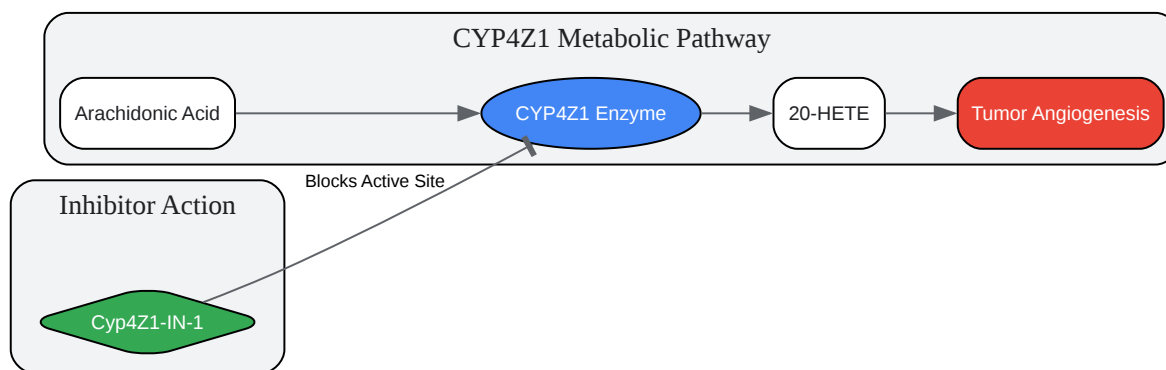 CYP4Z1 Metabolic Pathway
Arachidonic Acid
CYP4Z1 Enzyme
20-HETE
Tumor Angiogenesis
Blocks Active Site
Inhibitor Action
Cyp4Z1-IN-1